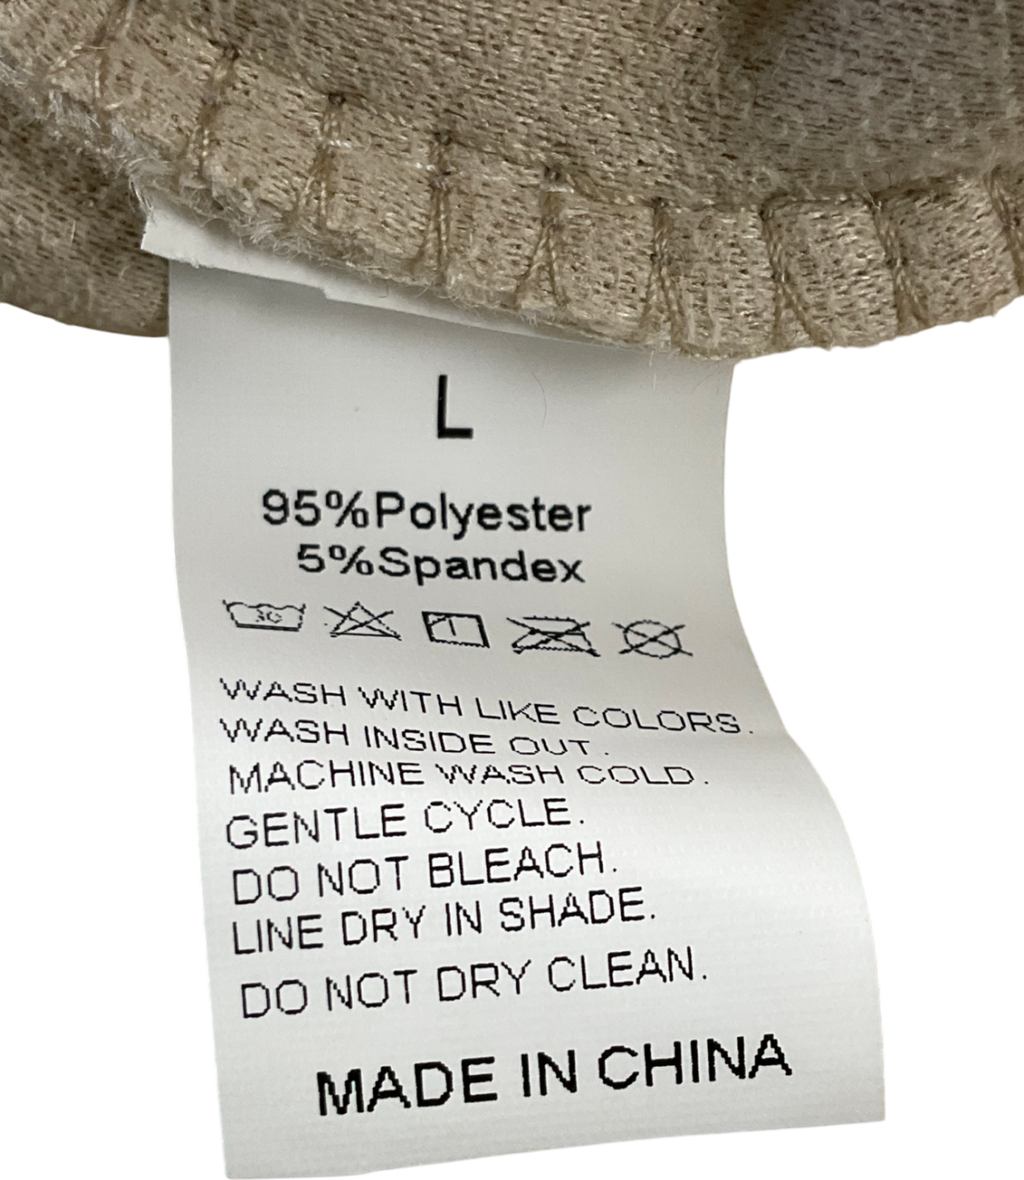 L
95%Polyester
5%Spandex
30
WASH WITH LIKE COLORS.
WASH INSIDE OUT.
MACHINE WASH COLD.
GENTLE CYCLE.
DO NOT BLEACH.
LINE DRY IN SHADE.
DO NOT DRY CLEAN.
MADE IN CHINA